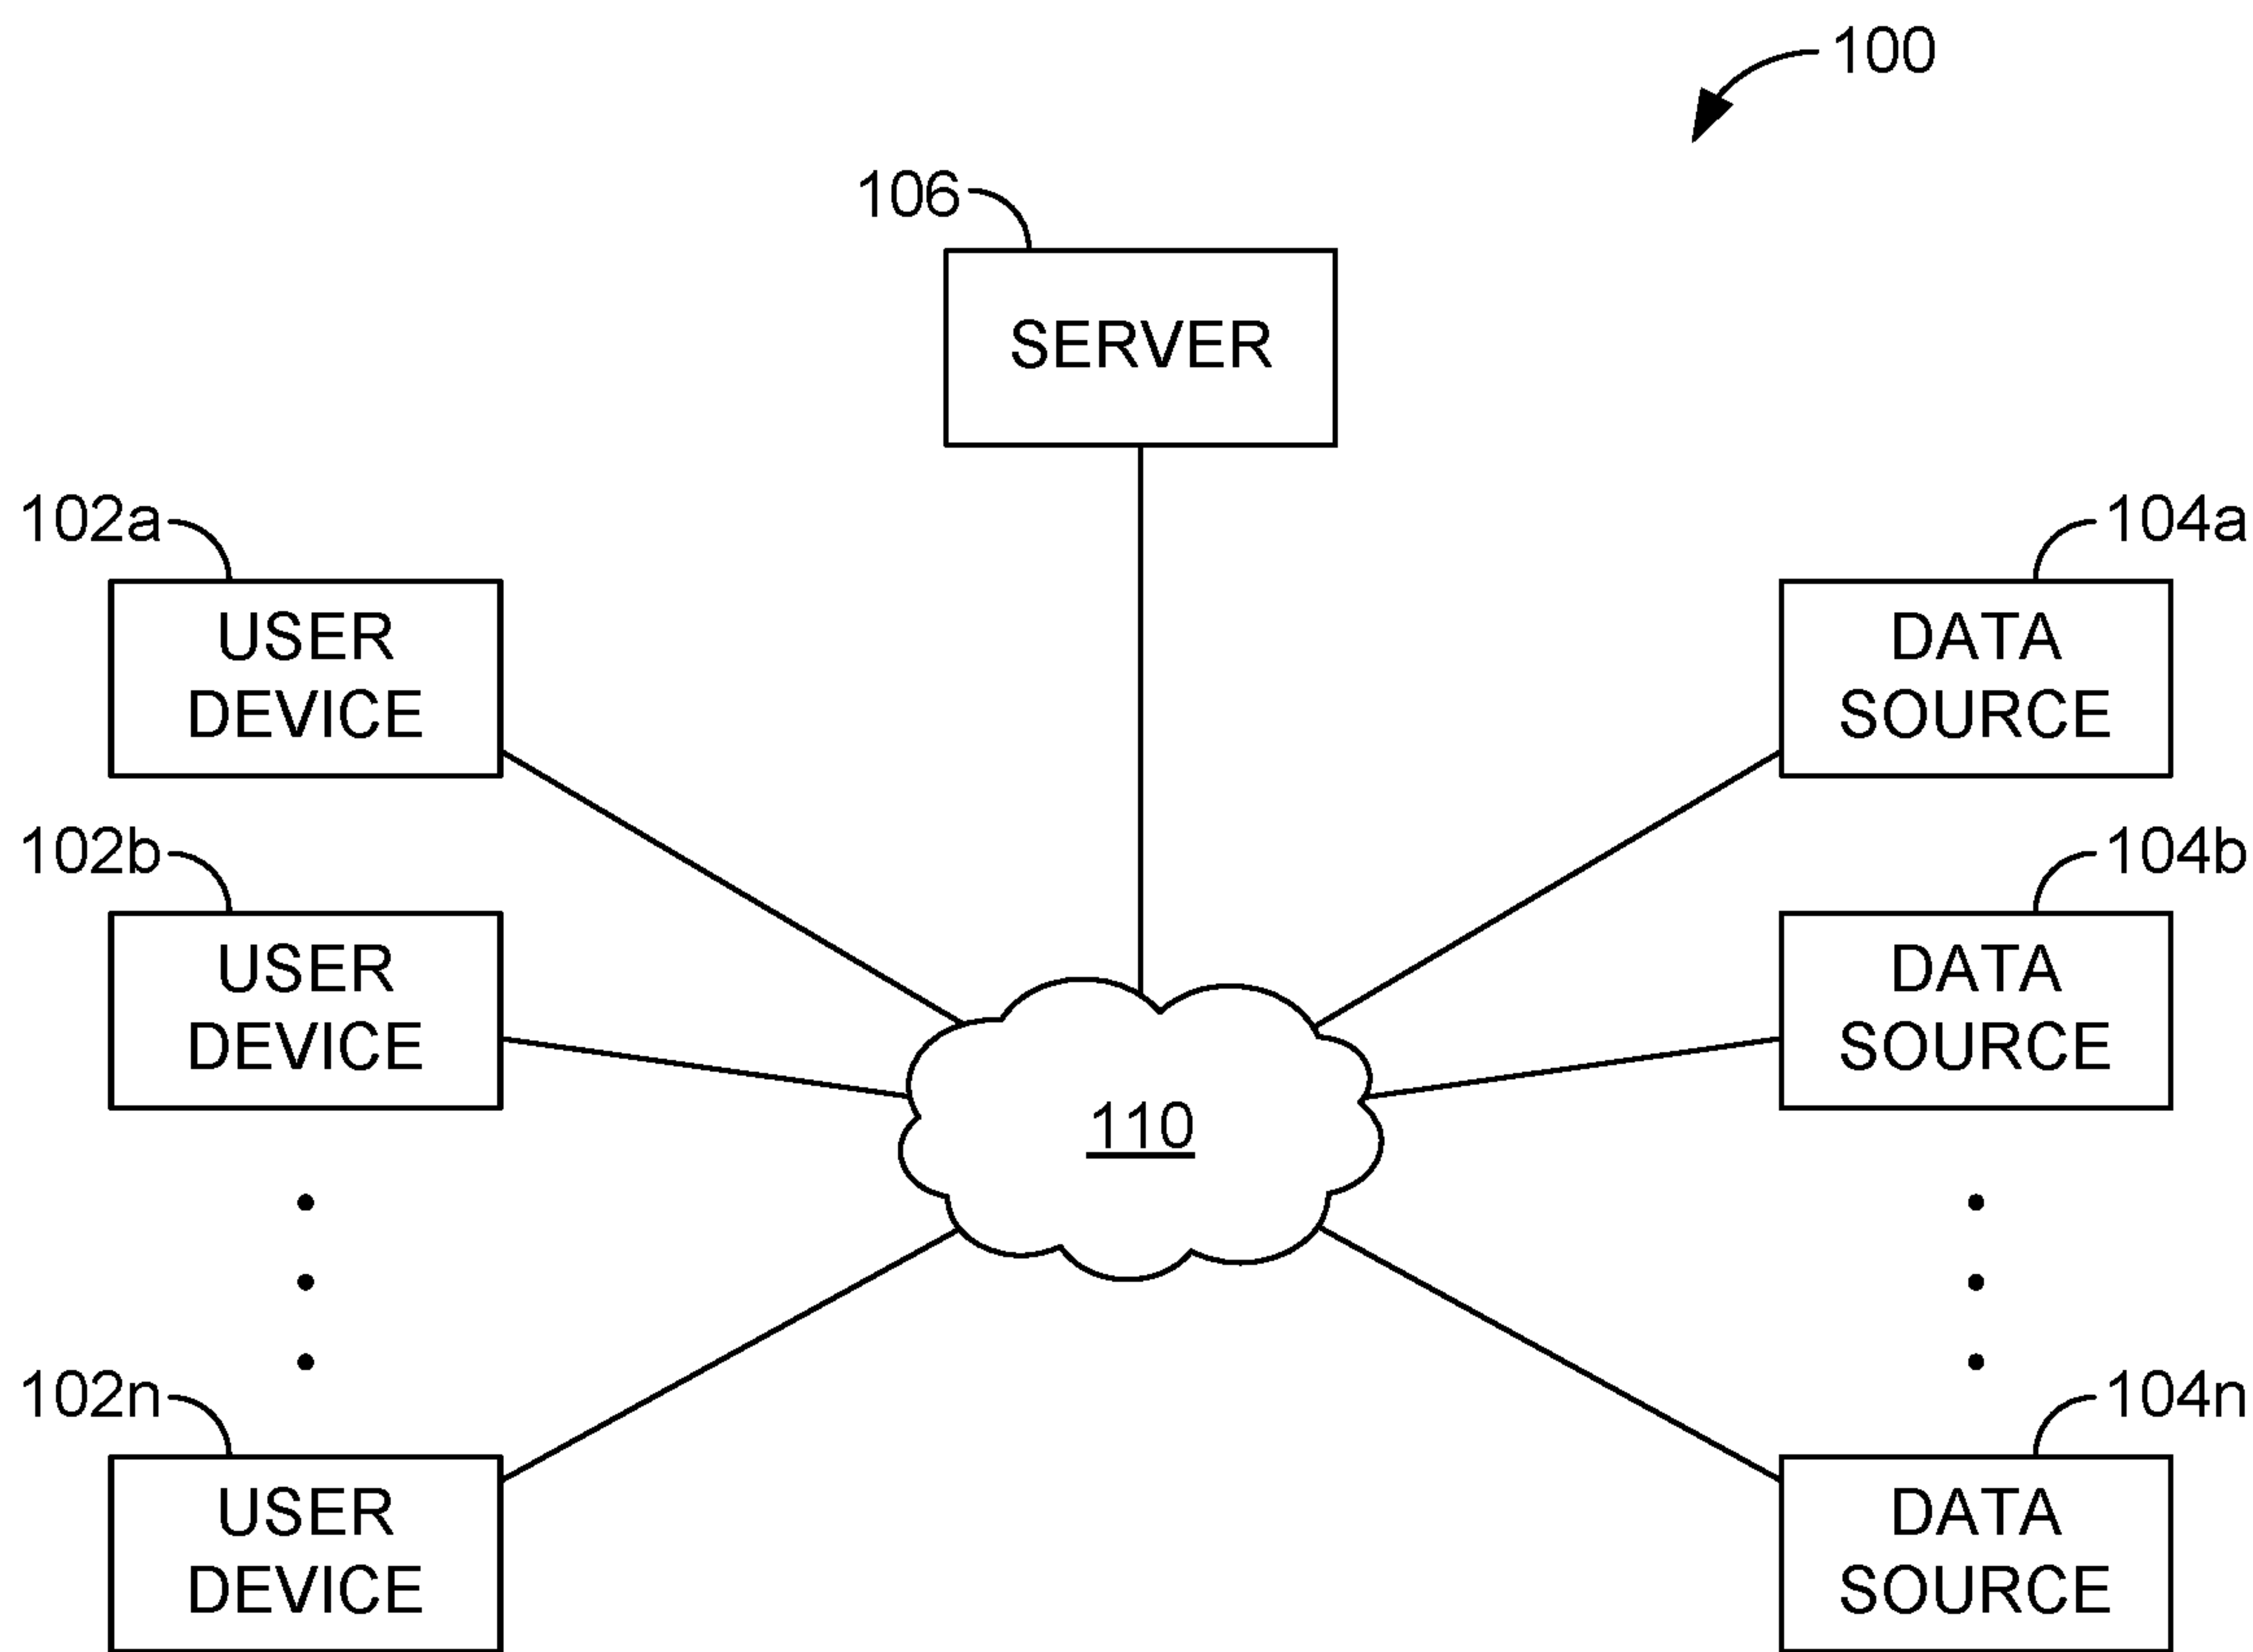 100
106
SERVER
102a
104a
USER
DEVICE
DATA
SOURCE
102b
104b
USER
DEVICE
DATA
SOURCE
110
102n
104n
USER
DEVICE
DATA
SOURCE